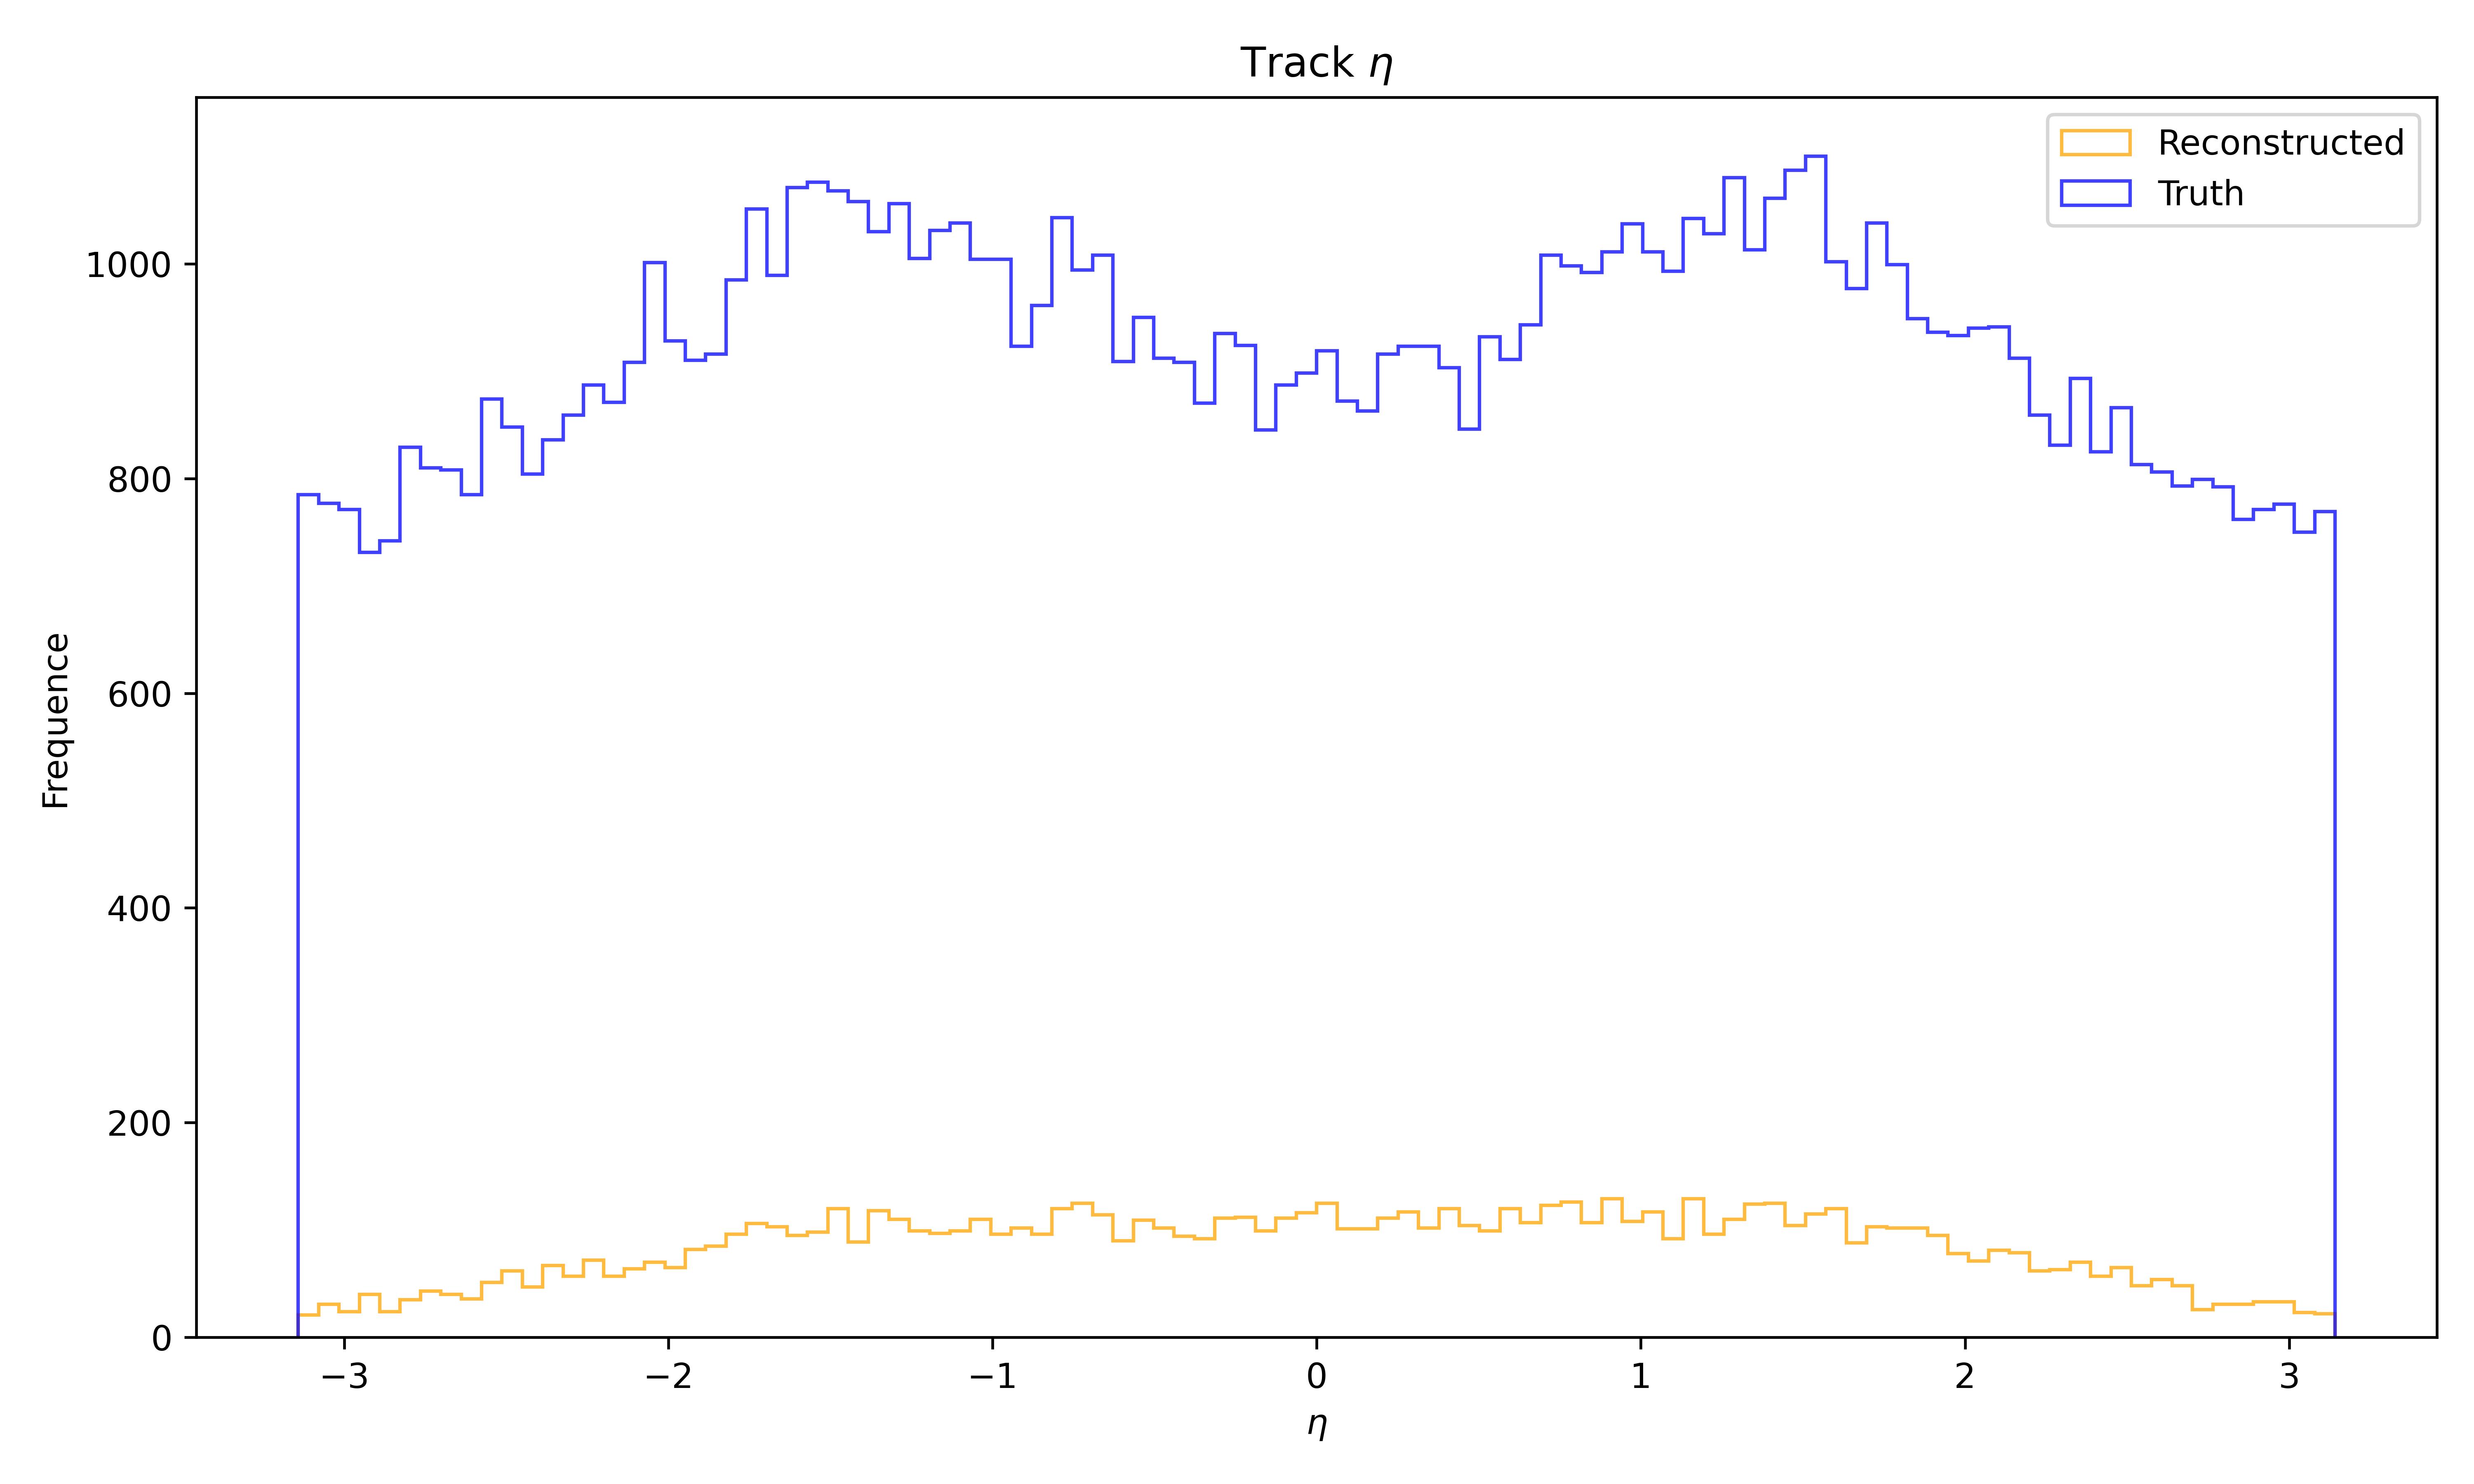 Track η
Reconstructed
Truth
Frequence
1000
800
600
400
200
0
−3 −2 −1 0 1 2 3
η